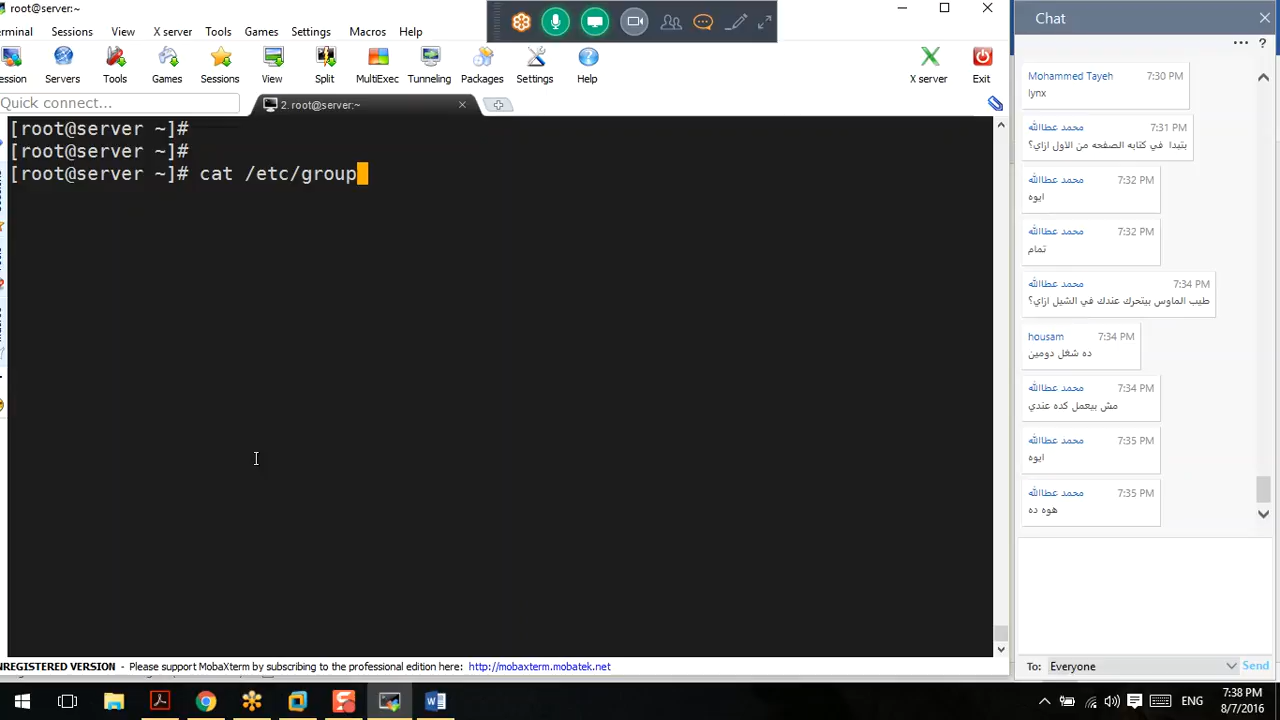 root@server:~
erminal Sessions View X server Tools Games Settings Macros Help
ession Servers Tools Games Sessions View Split MultiExec Tunneling Packages Settings Help X server Exit
Quick connect...
2. root@server:~
[root@server ~]#
[root@server ~]#
[root@server ~]# cat /etc/group
NREGISTERED VERSION - Please support MobaXterm by subscribing to the professional edition here: http://mobaxterm.mobatek.net
Chat
Mohammed Tayeh 7:30 PM
lynx
محمد عطاالله 7:31 PM
بتبدا في كتابه الصفحه من الاول ازاي؟
محمد عطاالله 7:32 PM
ايوه
محمد عطاالله 7:32 PM
تمام
محمد عطاالله 7:34 PM
طيب الماوس بيتحرك عندك في الشيل ازاي؟
housam 7:34 PM
ده شغل دومين
محمد عطاالله 7:34 PM
مش بيعمل كده عندي
محمد عطاالله 7:35 PM
ايوه
محمد عطاالله 7:35 PM
هوه ده
To: Everyone Send
ENG
7:38 PM
8/7/2016